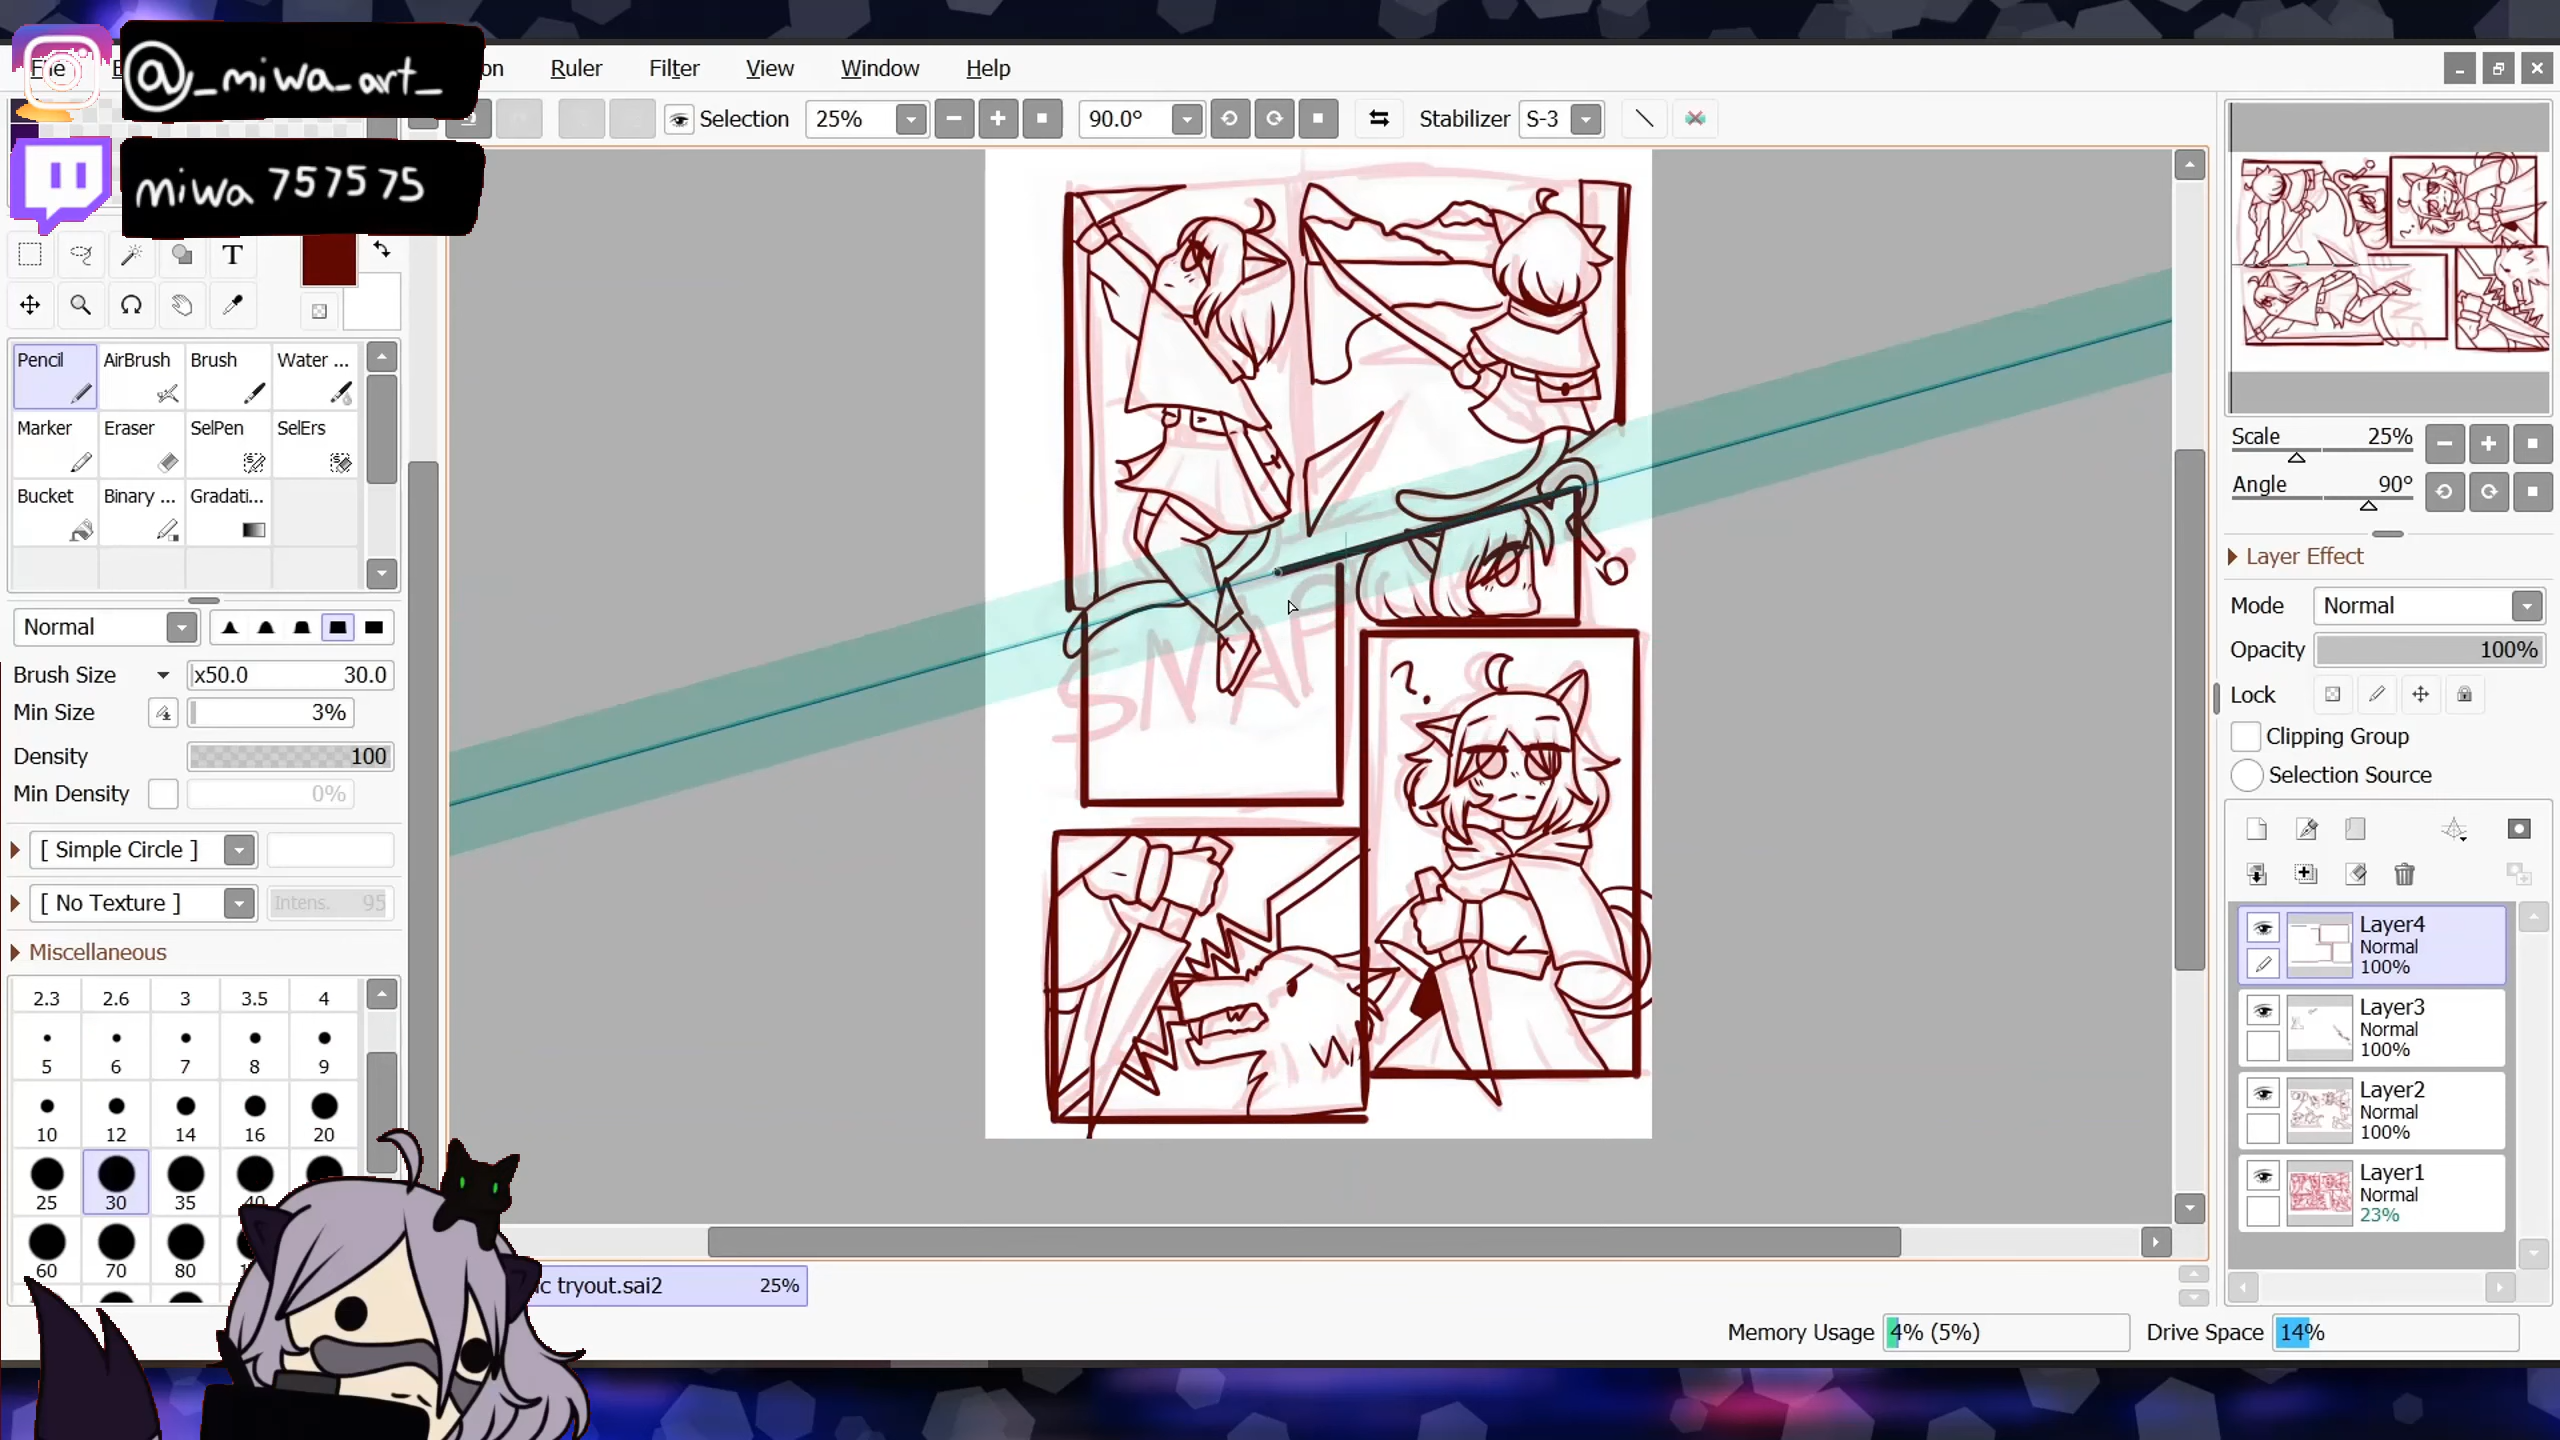 @_miwa_art_
miwa 757575
File
Ruler
Filter
View
Window
Help
Selection
25%
90.0°
Stabilizer
S-3
T
Pencil
AirBrush
Brush
Water ...
Marker
Eraser
SelPen
SelErs
Bucket
Binary ...
Gradati...
Normal
Brush Size
x50.0
30.0
Min Size
3%
Density
100
Min Density
0%
[ Simple Circle ]
[ No Texture ]
Intens.
95
Miscellaneous
2.3
2.6
3
3.5
4
5
6
7
8
9
10
12
14
16
20
25
30
35
40
60
70
80
SNAP
?
c tryout.sai2
25%
Memory Usage
4% (5%)
Drive Space
14%
Scale
25%
Angle
90°
Layer Effect
Mode
Normal
Opacity
100%
Lock
Clipping Group
Selection Source
Layer4
Normal
100%
Layer3
Normal
100%
Layer2
Normal
100%
Layer1
Normal
23%